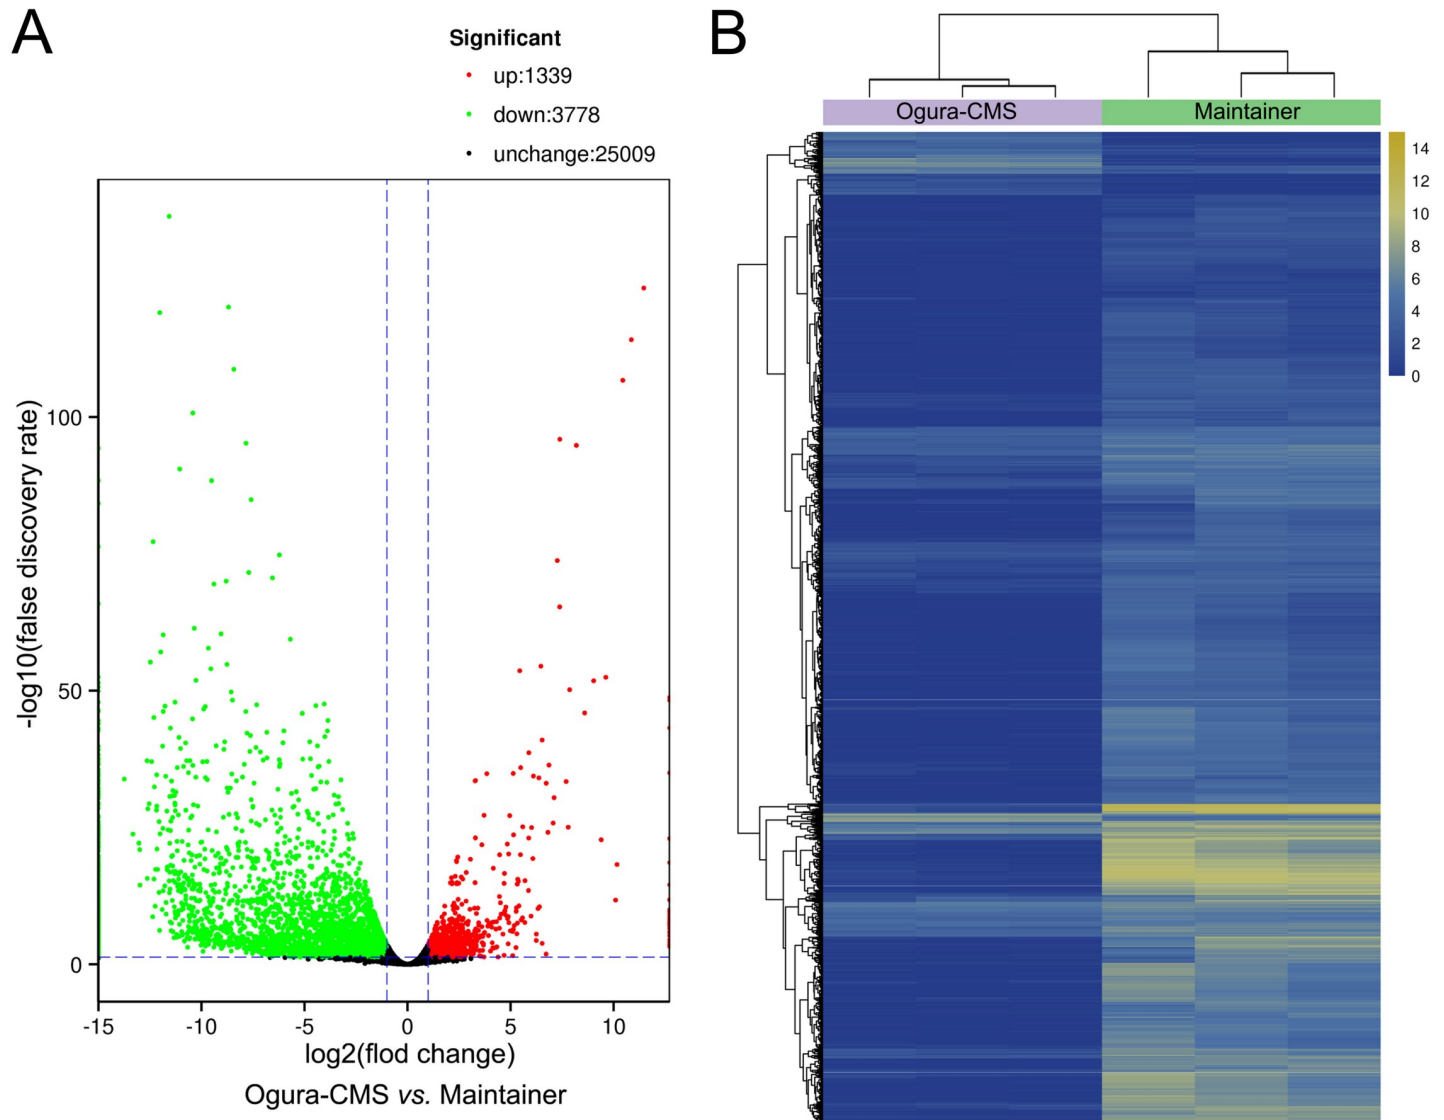 A
Significant
up:1339
down:3778
unchange:25009
-log10(false discovery rate)
100
50
0
-15
-10
-5
0
5
10
log2(flod change)
Ogura-CMS vs. Maintainer
B
Ogura-CMS
Maintainer
14
12
10
8
6
4
2
0